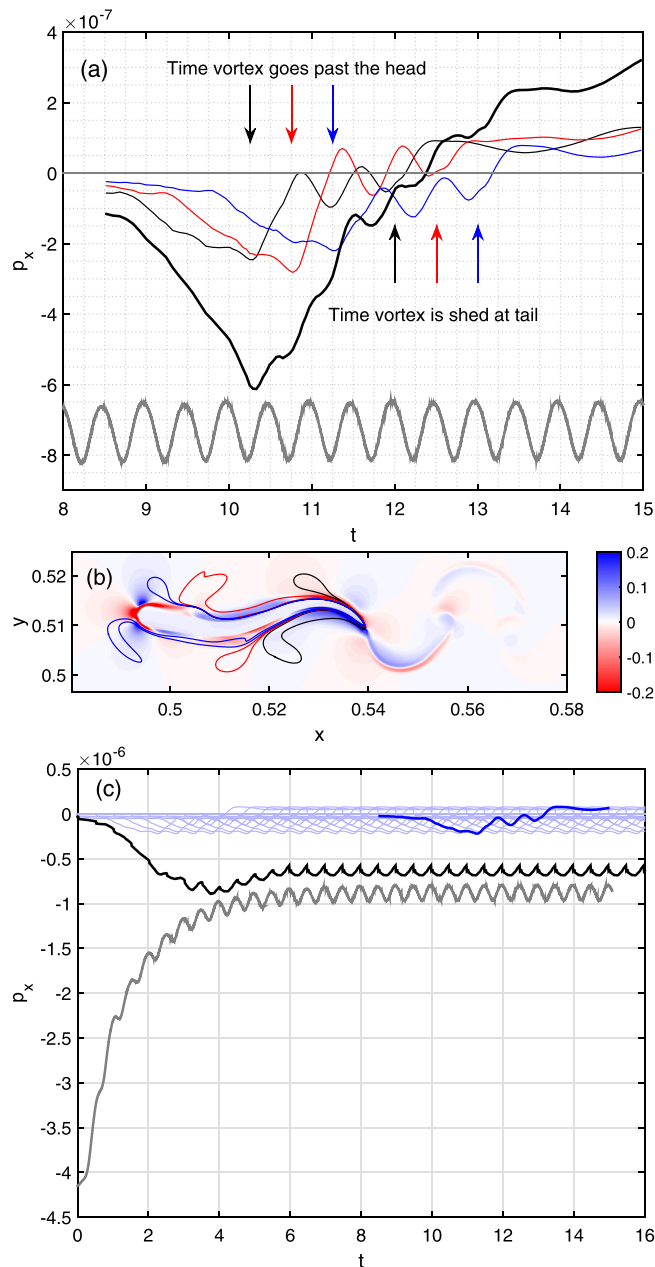 ×10⁻⁷
(a)
Time vortex goes past the head
4
2
0
-2
-4
-6
-8
pₓ
Time vortex is shed at tail
8 9 10 11 12 13 14 15
t
(b)
0.52
0.51
0.5
y
0.5 0.52 0.54 0.56 0.58
x
0.2
0.1
0
-0.1
-0.2
×10⁻⁶
(c)
0.5
0
-0.5
-1
-1.5
-2
-2.5
-3
-3.5
-4
-4.5
pₓ
0 2 4 6 8 10 12 14 16
t